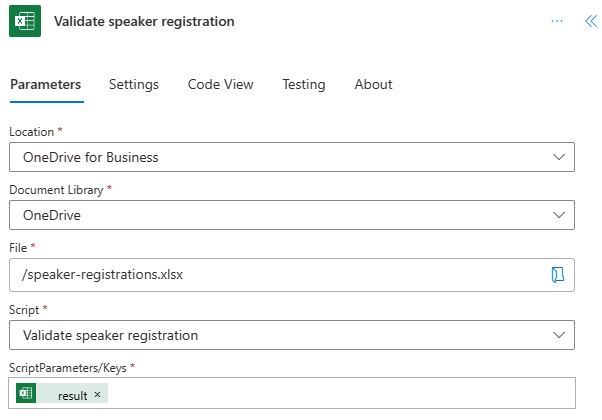 Validate speaker registration
Parameters Settings Code View Testing About
Location *
OneDrive for Business
Document Library *
OneDrive
File *
/speaker-registrations.xlsx
Script *
Validate speaker registration
ScriptParameters/Keys *
result ×